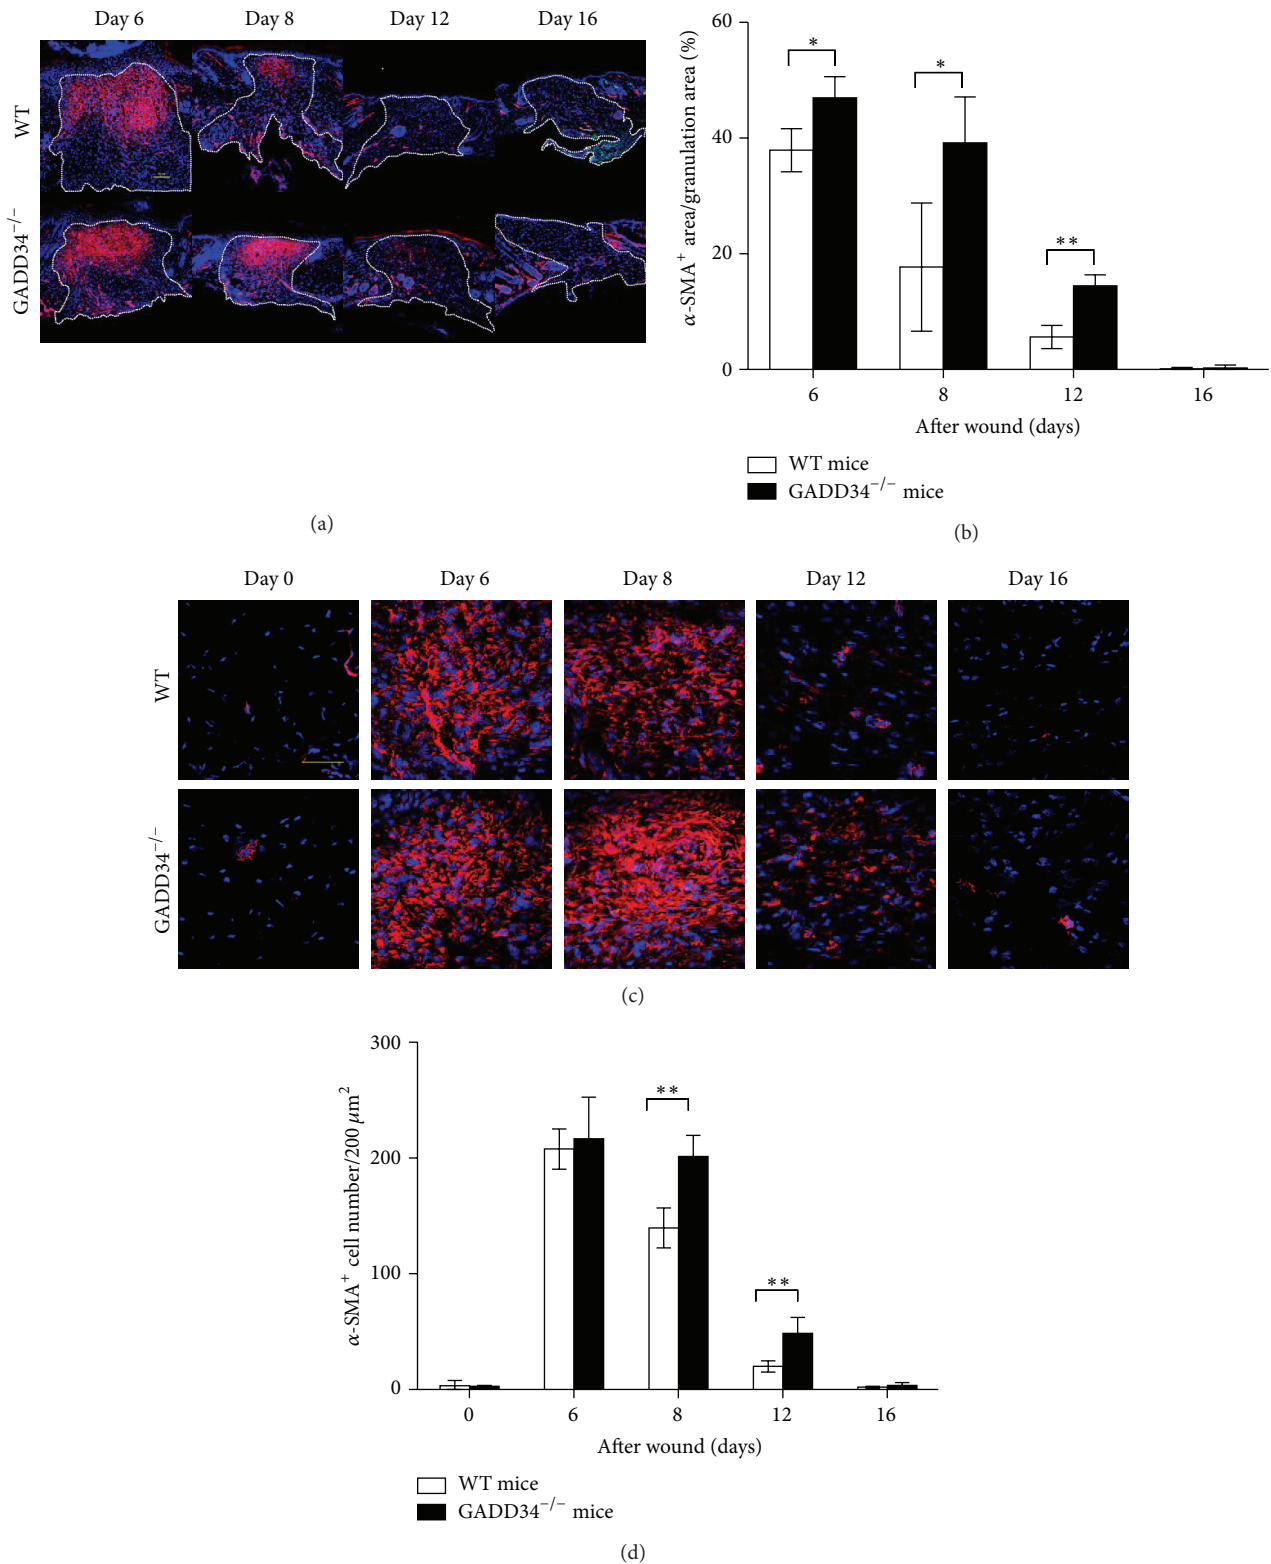 Day 6 Day 8 Day 12 Day 16
WT
GADD34⁻/⁻
α-SMA⁺ area/granulation area (%)
60
40
20
0
* * **
6 8 12 16
After wound (days)
WT mice
GADD34⁻/⁻ mice
(a)
(b)
Day 0 Day 6 Day 8 Day 12 Day 16
WT
GADD34⁻/⁻
(c)
α-SMA⁺ cell number/200 μm²
300
200
100
0
** **
0 6 8 12 16
After wound (days)
WT mice
GADD34⁻/⁻ mice
(d)